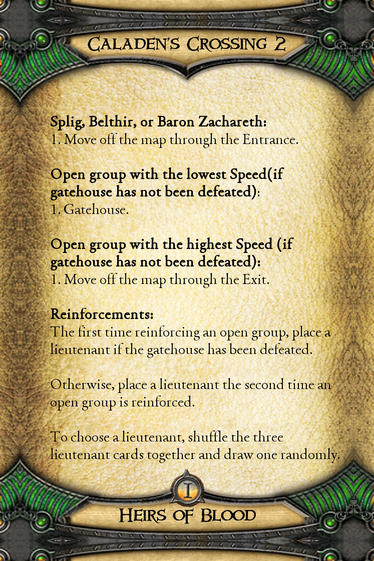 Caladen's Crossing 2
Splig, Belthir, or Baron Zachareth:
1. Move off the map through the Entrance.
Open group with the lowest Speed(if
gatehouse has not been defeated):
1. Gatehouse.
Open group with the highest Speed (if
gatehouse has not been defeated):
1. Move off the map through the Exit.
Reinforcements:
The first time reinforcing an open group, place a
lieutenant if the gatehouse has been defeated.
Otherwise, place a lieutenant the second time an
open group is reinforced.
To choose a lieutenant, shuffle the three
lieutenant cards together and draw one randomly.
I
Heirs of Blood